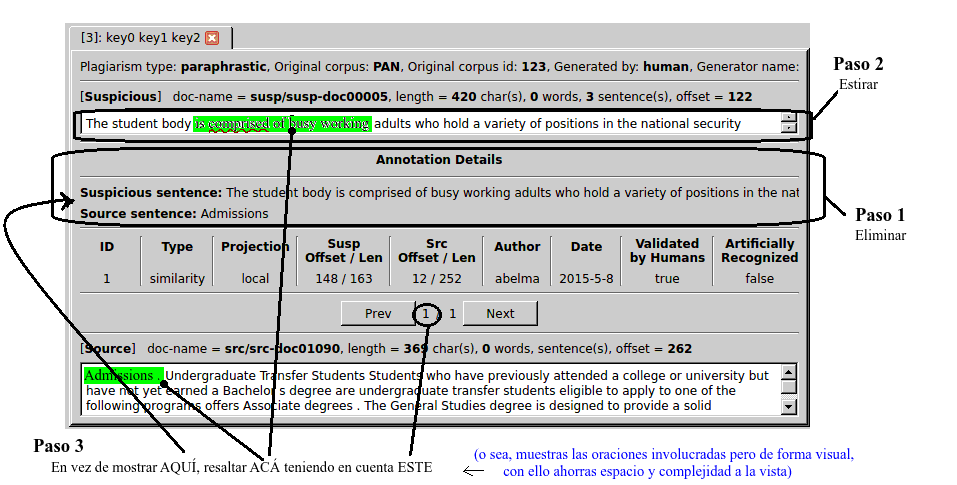 [3]: key0 key1 key2
Plagiarism type: paraphrastic, Original corpus: PAN, Original corpus id: 123, Generated by: human, Generator name:
Paso 2
Estirar
[Suspicious] doc-name = susp/susp-doc00005, length = 420 char(s), 0 words, 3 sentence(s), offset = 122
The student body is comprised of busy working adults who hold a variety of positions in the national security
Annotation Details
Suspicious sentence: The student body is comprised of busy working adults who hold a variety of positions in the nat
Source sentence: Admissions
Paso 1
Eliminar
ID Type Projection Susp Offset / Len Src Offset / Len Author Date Validated by Humans Artificially Recognized
1 similarity local 148 / 163 12 / 252 abelma 2015-5-8 true false
Prev 1 / 1 Next
[Source] doc-name = src/src-doc01090, length = 369 char(s), 0 words, sentence(s), offset = 262
Admissions . Undergraduate Transfer Students Students who have previously attended a college or university but
have not yet earned a Bachelor s degree are undergraduate transfer students eligible to apply to one of the
following programs offers Associate degrees . The General Studies degree is designed to provide a solid
Paso 3
En vez de mostrar AQUÍ, resaltar ACÁ teniendo en cuenta ESTE
(o sea, muestras las oraciones involucradas pero de forma visual,
con ello ahorras espacio y complejidad a la vista)